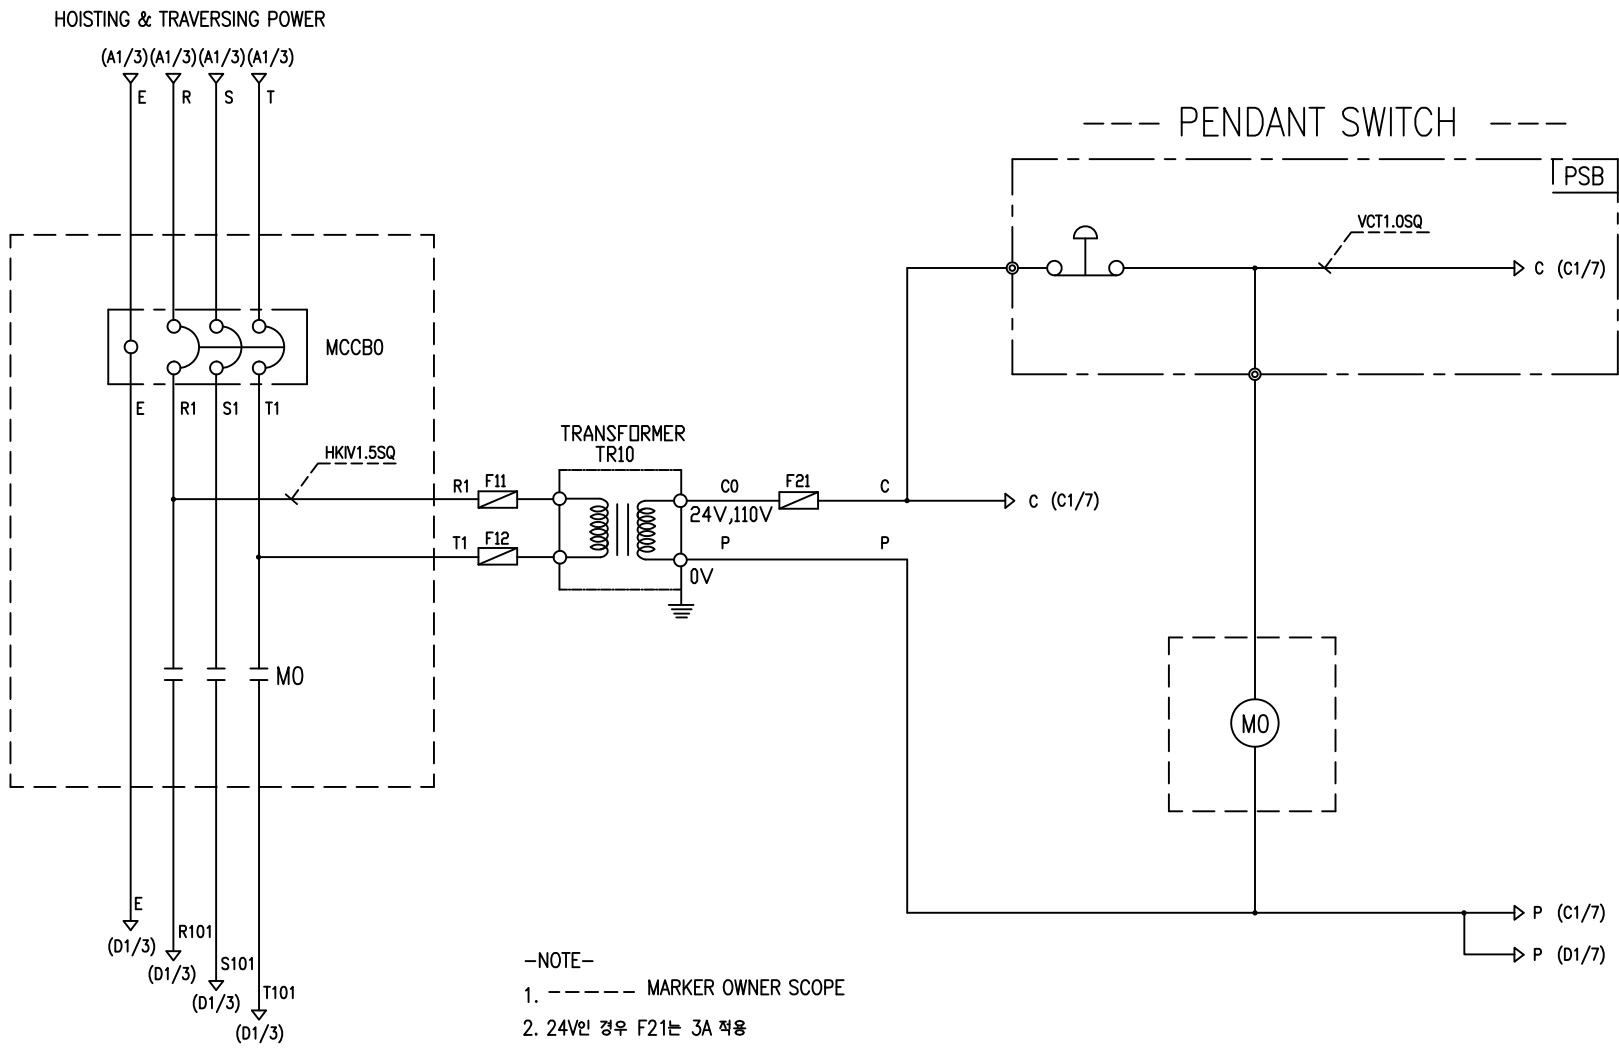 HOISTING & TRAVERSING POWER
(A1/3) (A1/3) (A1/3) (A1/3)
E R S T
--- PENDANT SWITCH ---
PSB
VCT1.0SQ
C (C1/7)
MCCB0
E R1 S1 T1
HKIV1.5SQ
TRANSFORMER
TR10
R1 F11
C0 F21 C
C (C1/7)
24V,110V
T1 F12
P P
0V
M0
M0
E
(D1/3)
R101
(D1/3)
S101
(D1/3)
T101
(D1/3)
P (C1/7)
P (D1/7)
-NOTE-
1. ------ MARKER OWNER SCOPE
2. 24V인 경우 F21는 3A 적용